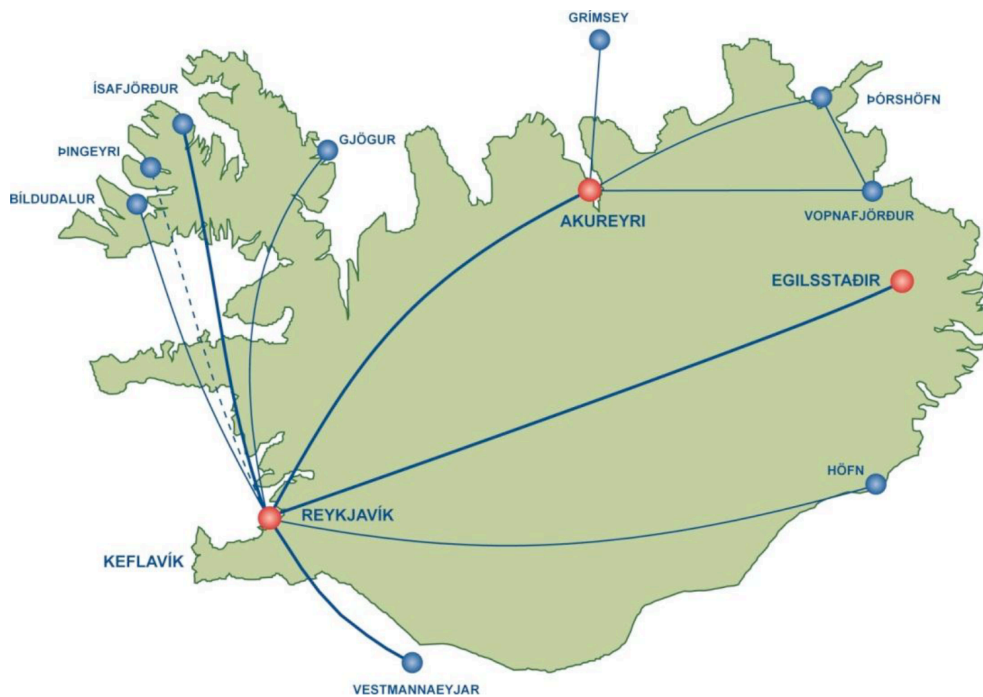 GRÍMSEY
ÍSAFJÖRÐUR
ÞÓRSHÖFN
ÞINGEYRI
GJÖGUR
BÍLDUDALUR
AKUREYRI
VOPNAFJÖRÐUR
EGILSSTAÐIR
HÖFN
REYKJAVÍK
KEFLAVÍK
VESTMANNAEYJAR